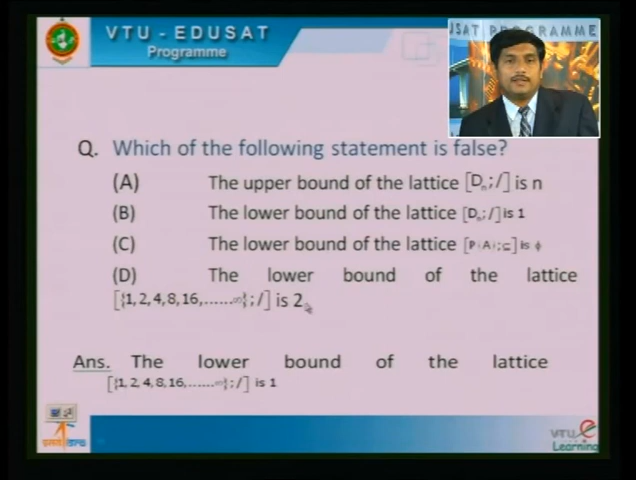 VTU - EDUSAT
Programme
USAT PROGRAMME
Q. Which of the following statement is false?
(A) The upper bound of the lattice [Dn;/] is n
(B) The lower bound of the lattice [Dn;/] is 1
(C) The lower bound of the lattice [P(A);⊆] is ϕ
(D) The lower bound of the lattice
[{1, 2, 4, 8, 16,.......∞};/] is 2
Ans. The lower bound of the lattice
[{1, 2, 4, 8, 16,.......∞};/] is 1
VTU e
Learning